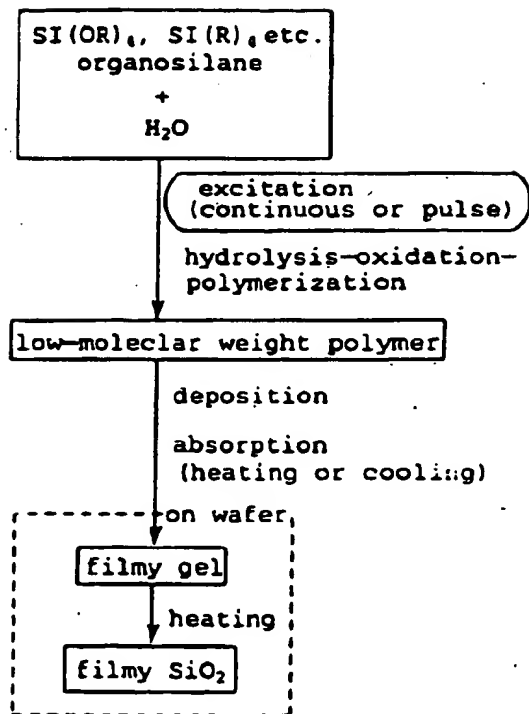 SI(OR)₄, SI(R)₄ etc.
organosilane
+
H₂O
excitation
(continuous or pulse)
hydrolysis-oxidation-
polymerization
low-moleclar weight polymer
deposition
absorption
(heating or cooling)
on wafer
filmy gel
heating
filmy SiO₂